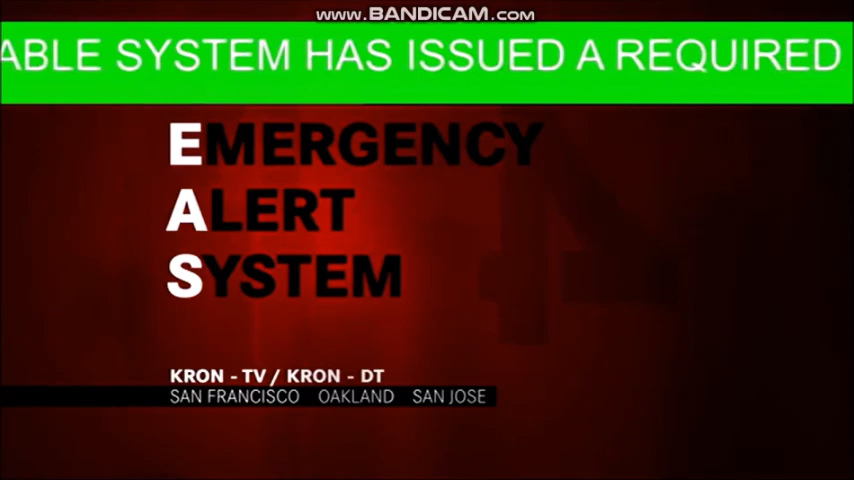 www.BANDICAM.com
ABLE SYSTEM HAS ISSUED A REQUIRED
EMERGENCY
ALERT
SYSTEM
KRON - TV / KRON - DT
SAN FRANCISCO OAKLAND SAN JOSE